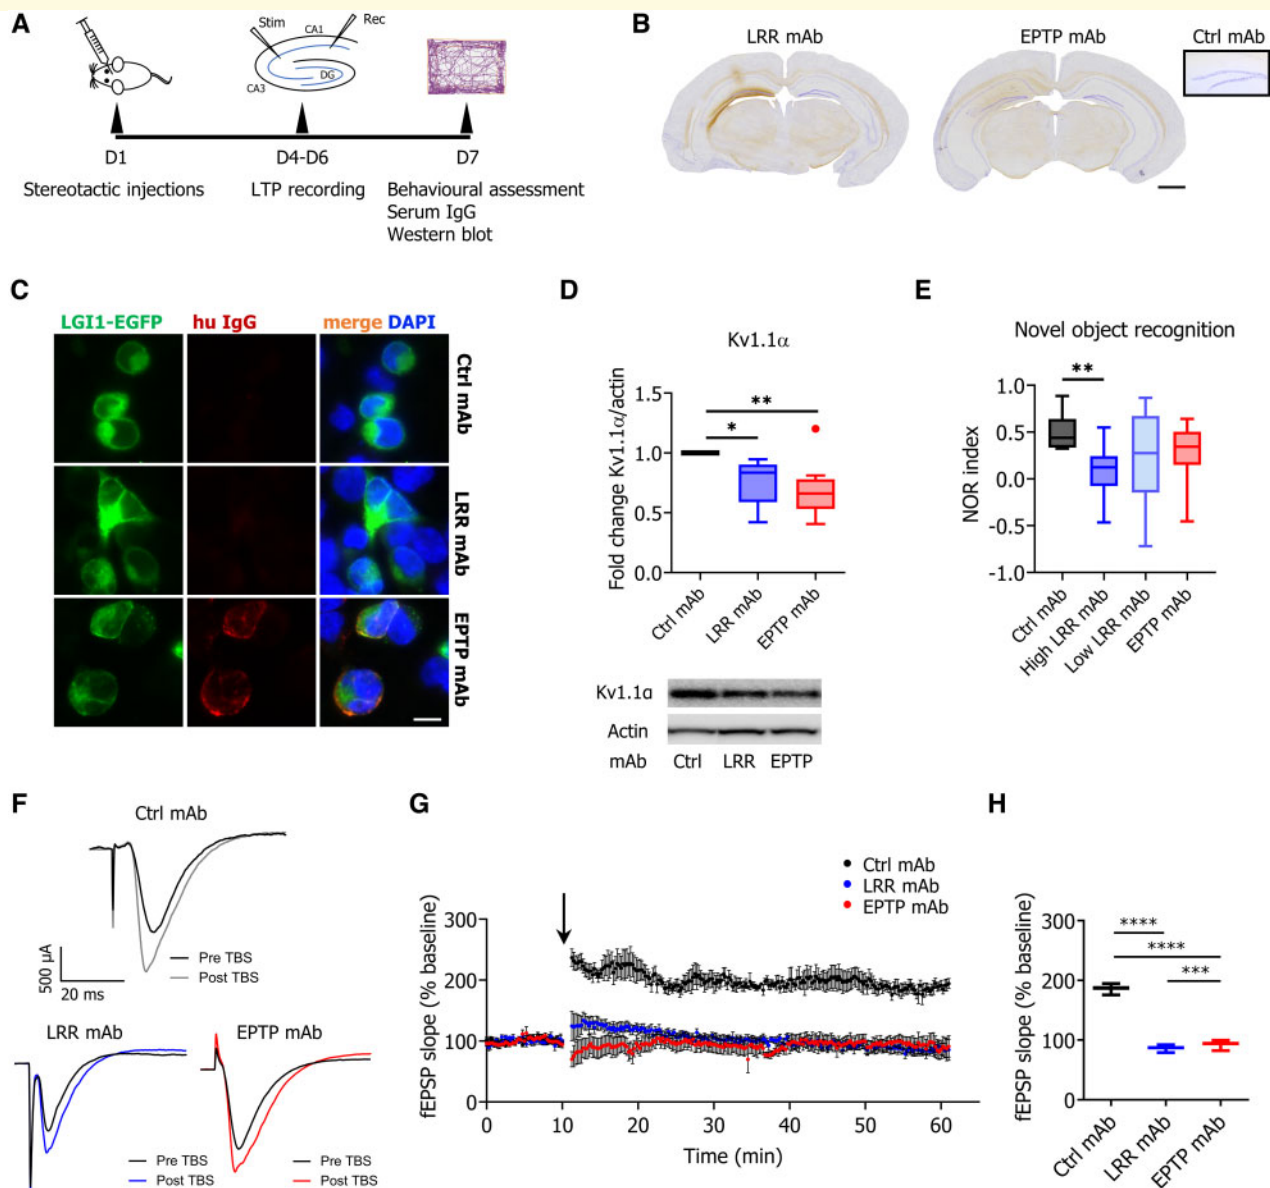 A
Stim
Rec
CA1
DG
CA3
D1
D4-D6
D7
Stereotactic injections
LTP recording
Behavioural assessment
Serum IgG
Western blot
B
LRR mAb
EPTP mAb
Ctrl mAb
C
LGI1-EGFP
hu IgG
merge DAPI
Ctrl mAb
LRR mAb
EPTP mAb
D
Kv1.1α
Fold change Kv1.1α/actin
1.5
1.0
0.5
0.0
*
**
Ctrl mAb
LRR mAb
EPTP mAb
Kv1.1α
Actin
mAb
Ctrl
LRR
EPTP
E
Novel object recognition
NOR index
1.0
0.5
0.0
-0.5
-1.0
**
Ctrl mAb
High LRR mAb
Low LRR mAb
EPTP mAb
F
Ctrl mAb
500 µA
20 ms
Pre TBS
Post TBS
LRR mAb
Pre TBS
Post TBS
EPTP mAb
Pre TBS
Post TBS
G
Ctrl mAb
LRR mAb
EPTP mAb
fEPSP slope (% baseline)
300
200
100
0
0
10
20
30
40
50
60
Time (min)
H
fEPSP slope (% baseline)
300
200
100
0
****
****
***
Ctrl mAb
LRR mAb
EPTP mAb